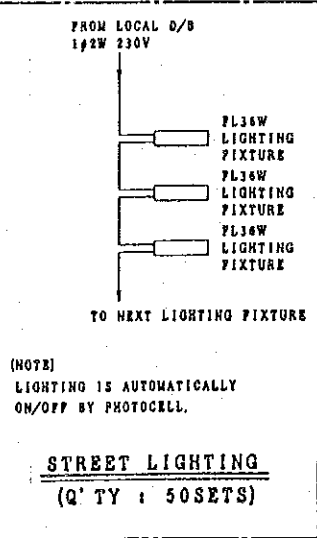 FROM LOCAL D/B
1φ2W 230V
FL36W
LIGHTING
FIXTURE
FL36W
LIGHTING
FIXTURE
FL36W
LIGHTING
FIXTURE
TO NEXT LIGHTING FIXTURE
[NOTE]
LIGHTING IS AUTOMATICALLY
ON/OFF BY PHOTOCELL.
STREET LIGHTING
(Q'TY : 50SETS)